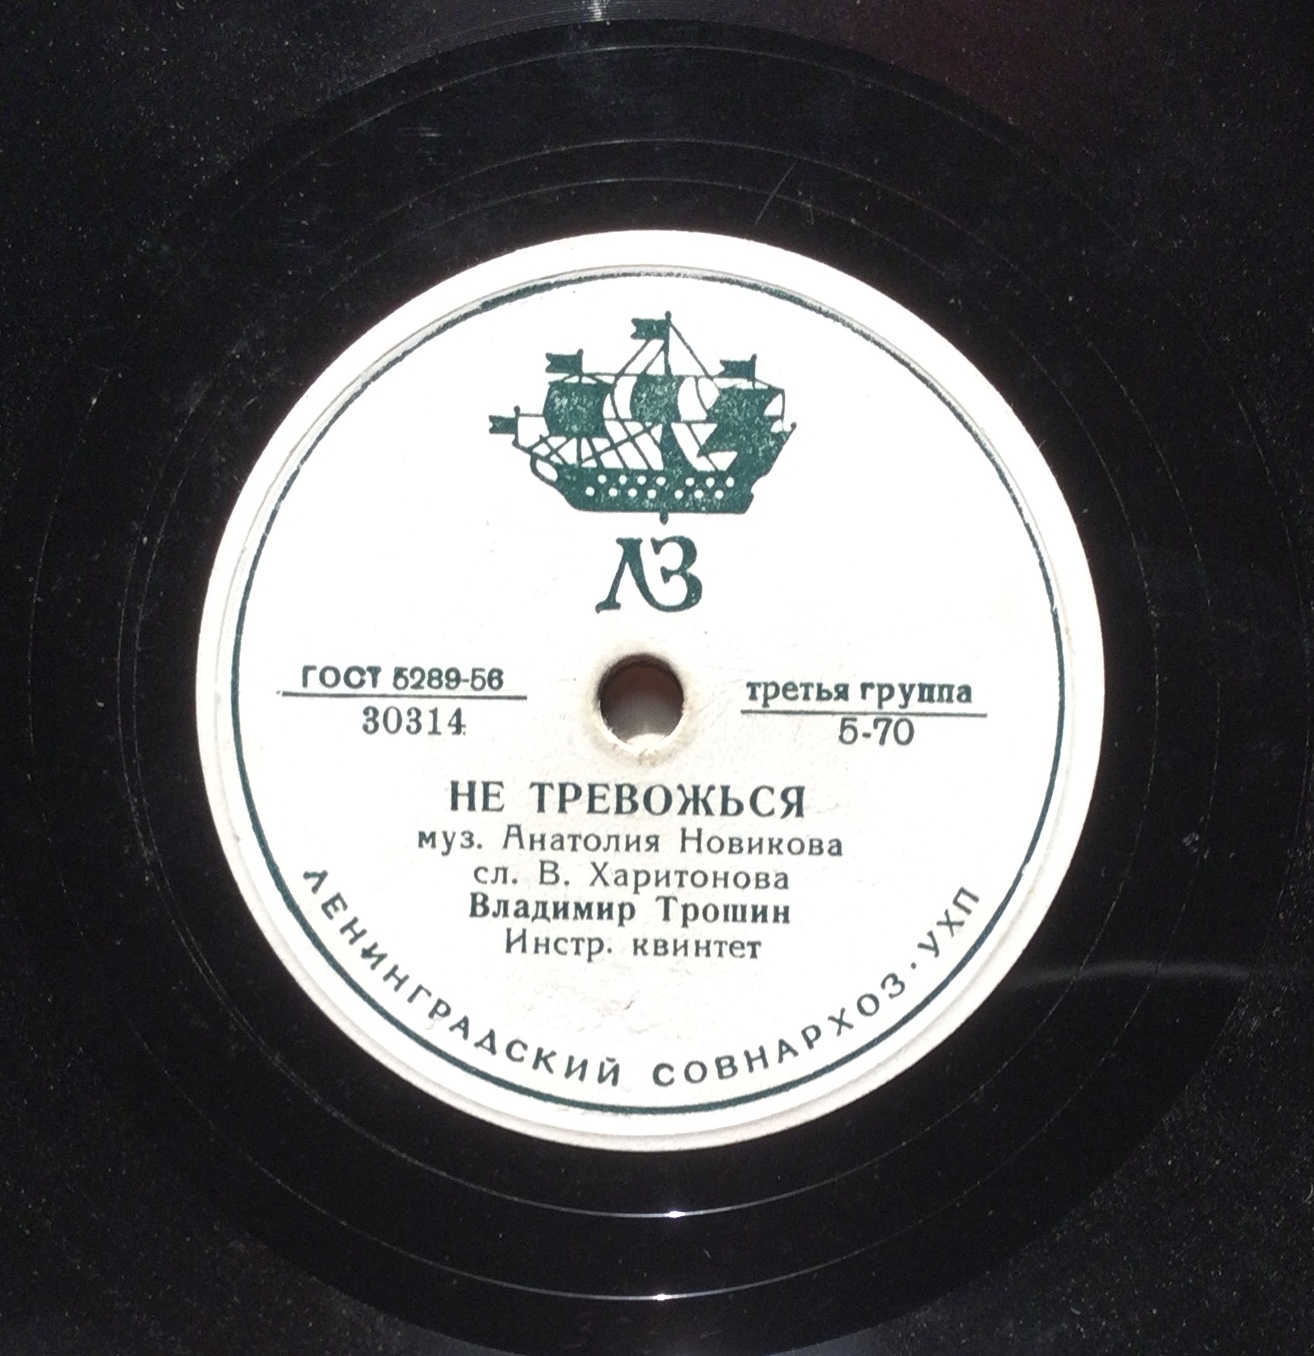 ЛЗ
ГОСТ 5289-56
30314
третья группа
5-70
НЕ ТРЕВОЖЬСЯ
муз. Анатолия Новикова
сл. В. Харитонова
Владимир Трошин
Инстр. квинтет
ЛЕНИНГРАДСКИЙ СОВНАРХОЗ · УХП